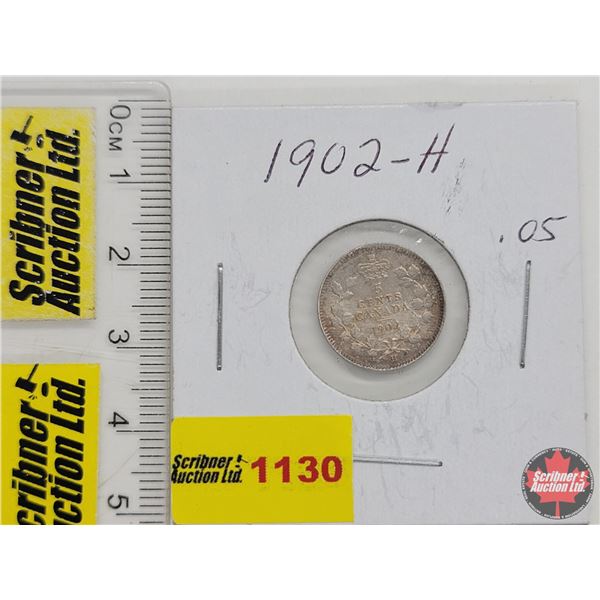 1902-H
.05
5
CENTS
CANADA
1902
Scribner
Auction Ltd.
1130
Scribner
Auction Ltd.
Scribner
Auction Ltd.
0CM
1
2
3
4
5
Scribner
Auction Ltd.